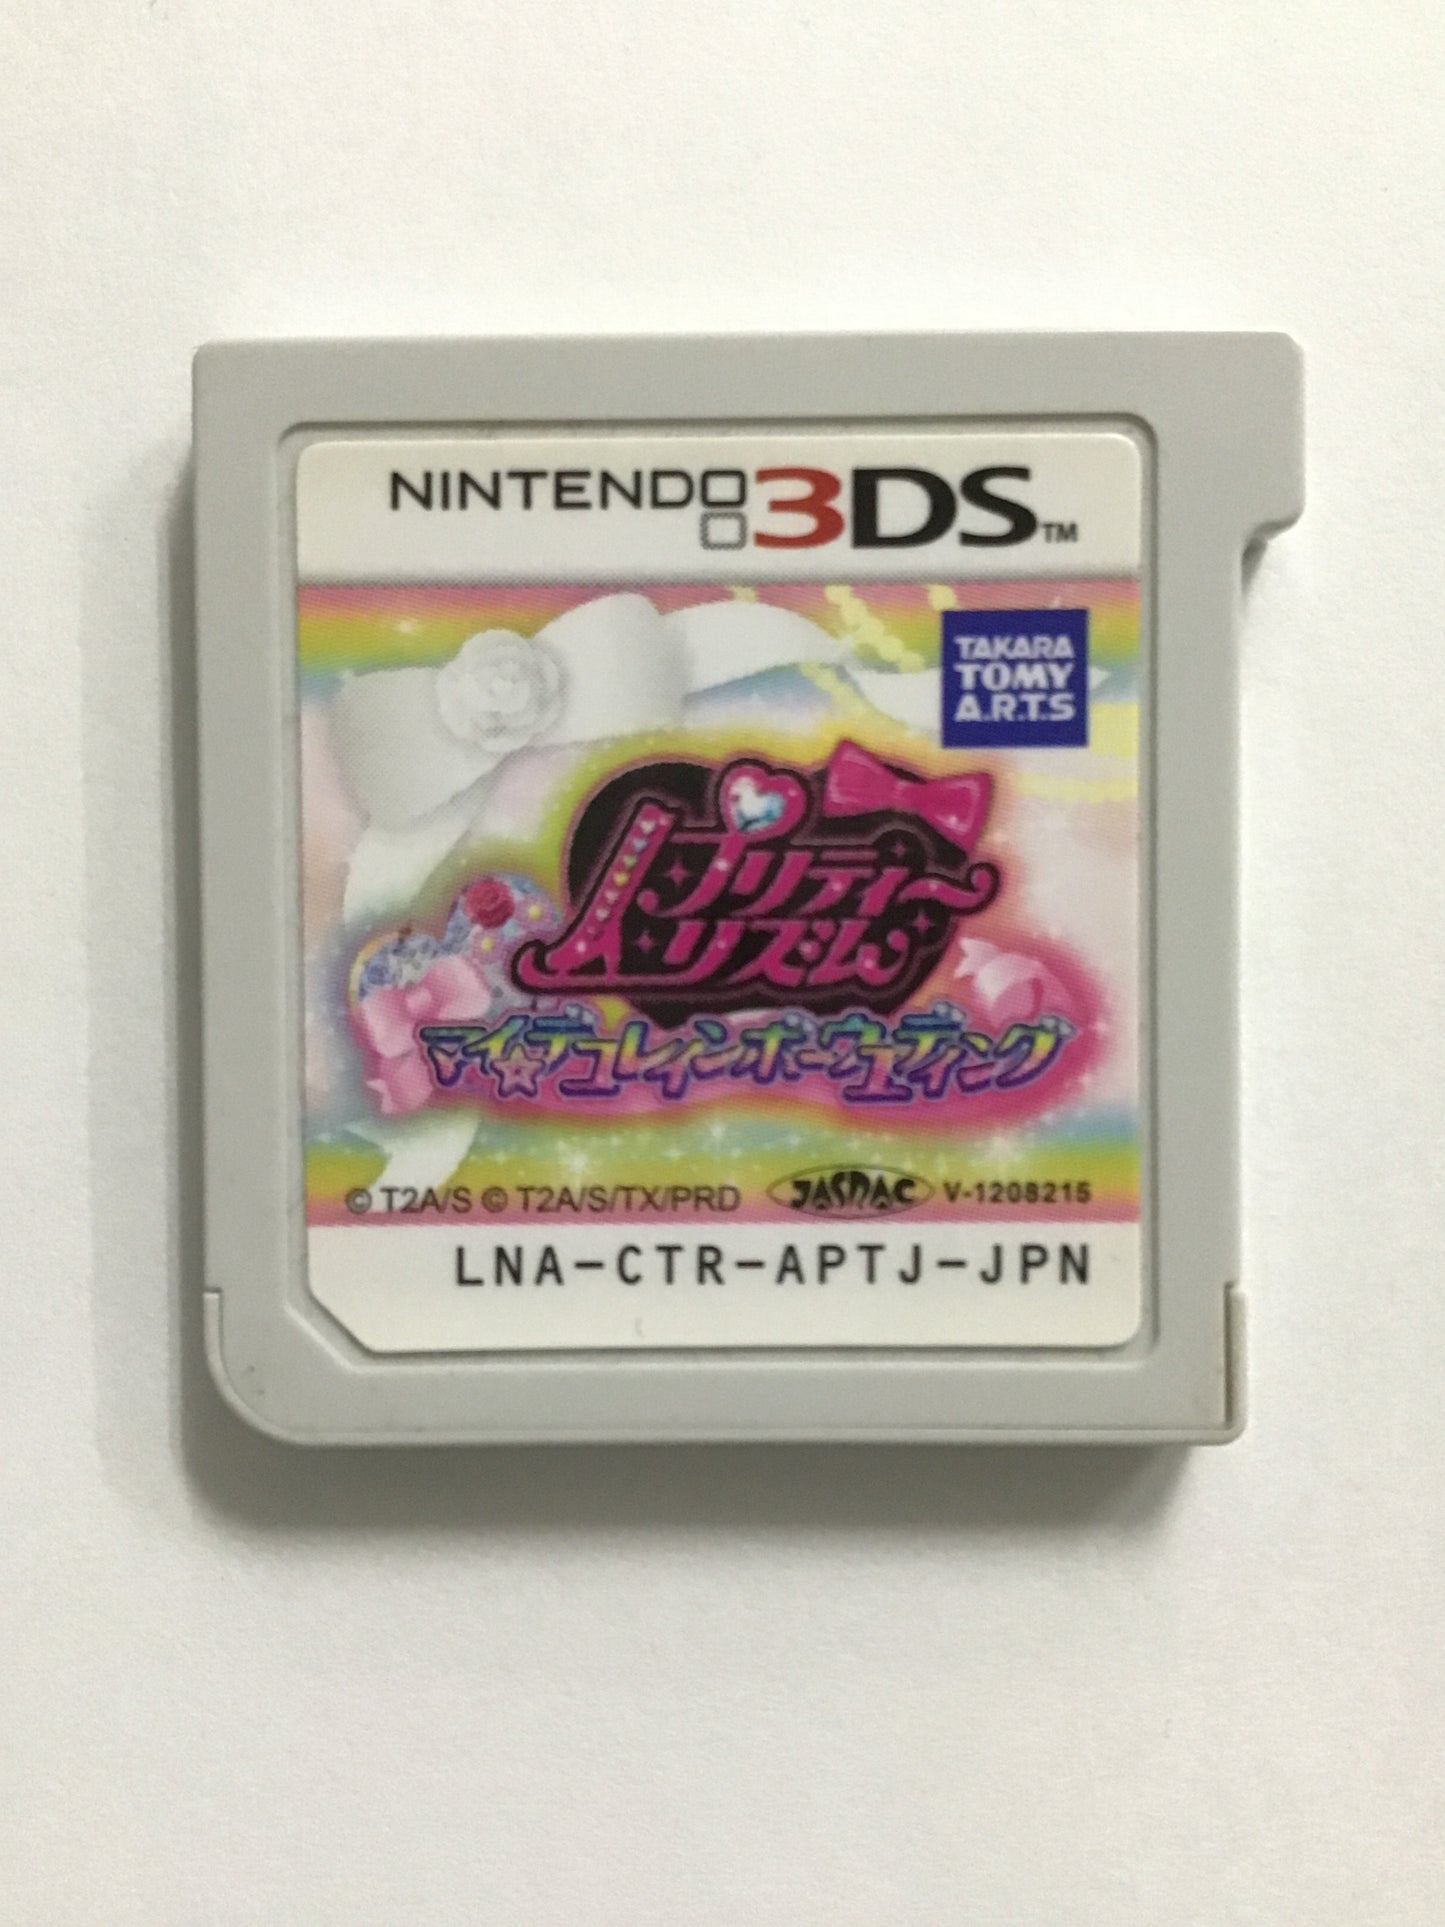 NINTENDO 3DS™
TAKARA
TOMY
A.R.T.S
プリティー
リズム
マイ☆デコレインボーウエディング
© T2A/S © T2A/S/TX/PRD JASRAC V-1208215
LNA-CTR-APTJ-JPN